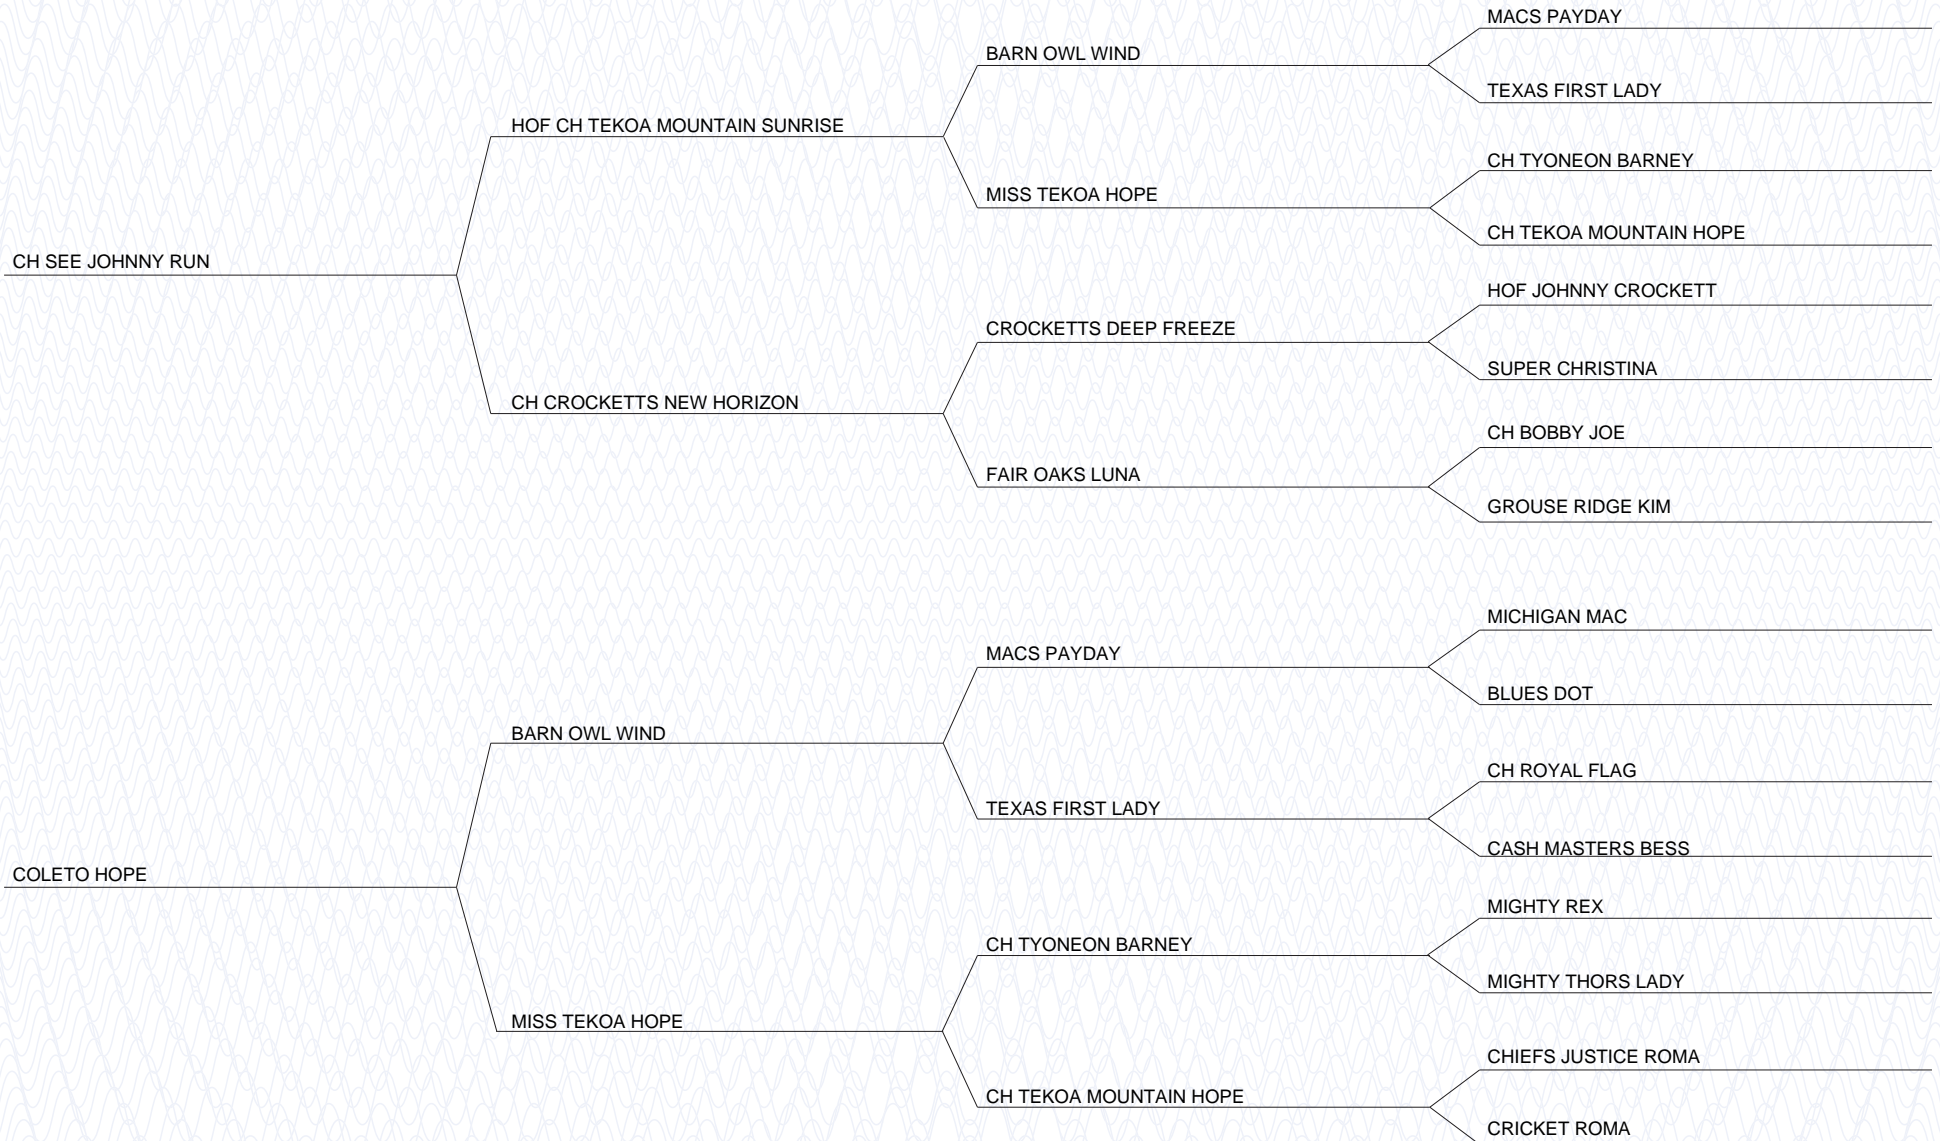 MACS PAYDAY
BARN OWL WIND
TEXAS FIRST LADY
HOF CH TEKOA MOUNTAIN SUNRISE
CH TYONEON BARNEY
MISS TEKOA HOPE
CH TEKOA MOUNTAIN HOPE
CH SEE JOHNNY RUN
HOF JOHNNY CROCKETT
CROCKETTS DEEP FREEZE
SUPER CHRISTINA
CH CROCKETTS NEW HORIZON
CH BOBBY JOE
FAIR OAKS LUNA
GROUSE RIDGE KIM
MICHIGAN MAC
MACS PAYDAY
BLUES DOT
BARN OWL WIND
CH ROYAL FLAG
TEXAS FIRST LADY
CASH MASTERS BESS
COLETO HOPE
MIGHTY REX
CH TYONEON BARNEY
MIGHTY THORS LADY
MISS TEKOA HOPE
CHIEFS JUSTICE ROMA
CH TEKOA MOUNTAIN HOPE
CRICKET ROMA